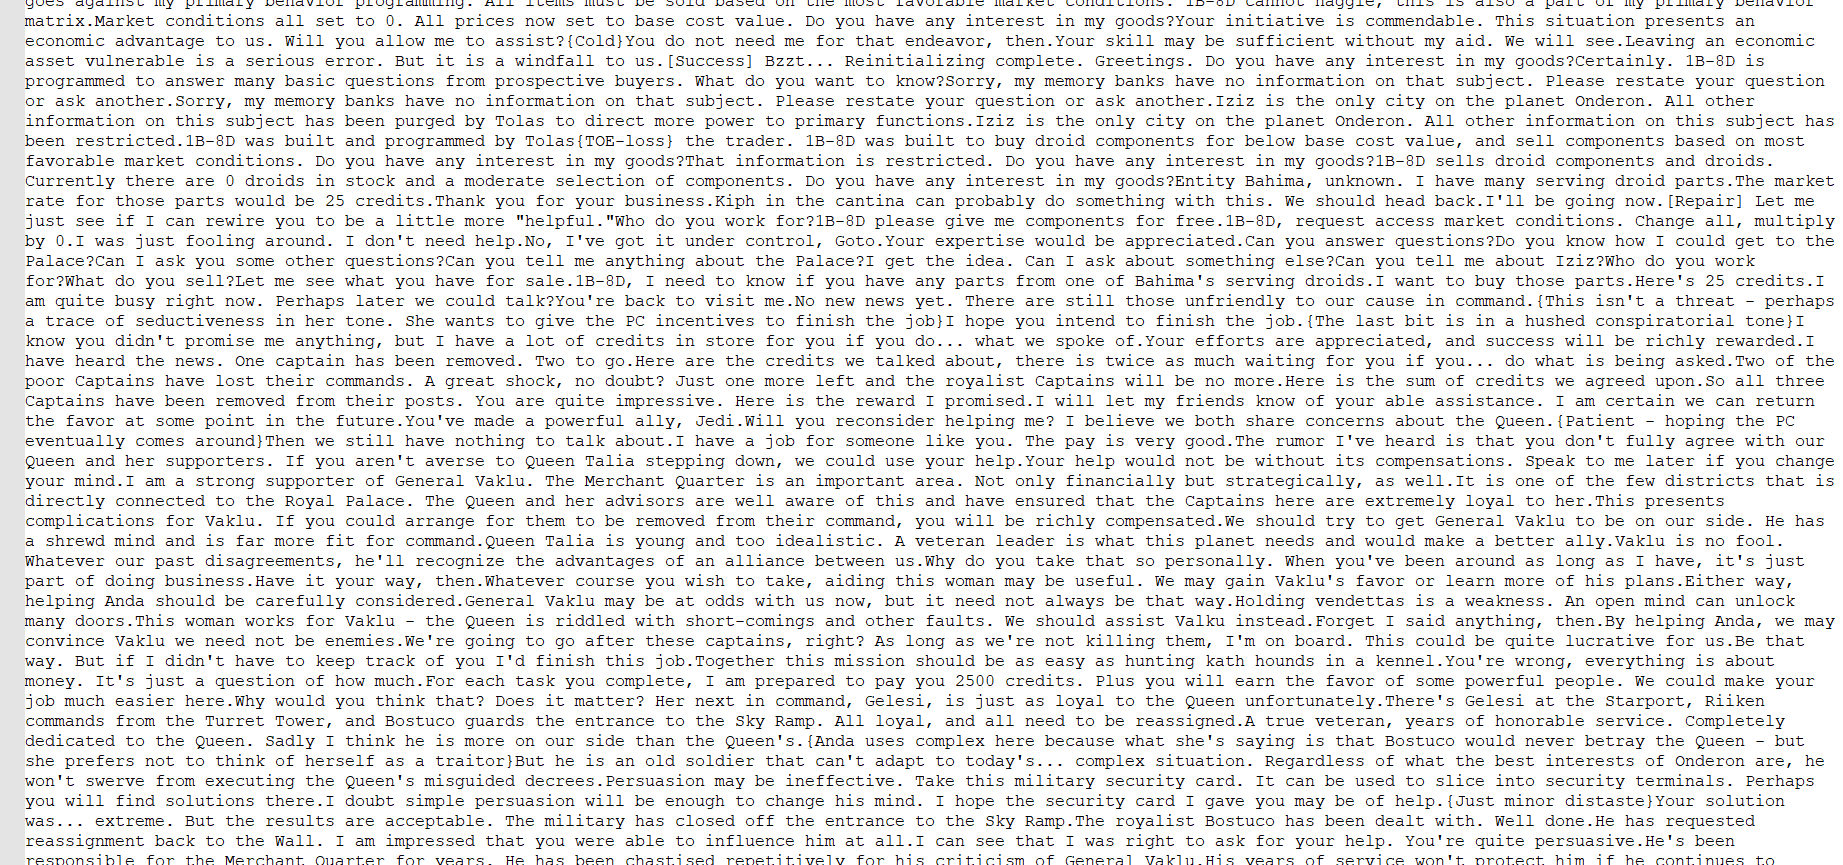 goes against my primary behavior programming. All items must be sold based on the most favorable market conditions. 1B-8D cannot haggle, this is also a part of my primary behavior
matrix.Market conditions all set to 0. All prices now set to base cost value. Do you have any interest in my goods?Your initiative is commendable. This situation presents an
economic advantage to us. Will you allow me to assist?{Cold}You do not need me for that endeavor, then.Your skill may be sufficient without my aid. We will see.Leaving an economic
asset vulnerable is a serious error. But it is a windfall to us.[Success] Bzzt... Reinitializing complete. Greetings. Do you have any interest in my goods?Certainly. 1B-8D is
programmed to answer many basic questions from prospective buyers. What do you want to know?Sorry, my memory banks have no information on that subject. Please restate your question
or ask another.Sorry, my memory banks have no information on that subject. Please restate your question or ask another.Iziz is the only city on the planet Onderon. All other
information on this subject has been purged by Tolas to direct more power to primary functions.Iziz is the only city on the planet Onderon. All other information on this subject has
been restricted.1B-8D was built and programmed by Tolas{TOE-loss} the trader. 1B-8D was built to buy droid components for below base cost value, and sell components based on most
favorable market conditions. Do you have any interest in my goods?That information is restricted. Do you have any interest in my goods?1B-8D sells droid components and droids.
Currently there are 0 droids in stock and a moderate selection of components. Do you have any interest in my goods?Entity Bahima, unknown. I have many serving droid parts.The market
rate for those parts would be 25 credits.Thank you for your business.Kiph in the cantina can probably do something with this. We should head back.I'll be going now.[Repair] Let me
just see if I can rewire you to be a little more "helpful."Who do you work for?1B-8D please give me components for free.1B-8D, request access market conditions. Change all, multiply
by 0.I was just fooling around. I don't need help.No, I've got it under control, Goto.Your expertise would be appreciated.Can you answer questions?Do you know how I could get to the
Palace?Can I ask you some other questions?Can you tell me anything about the Palace?I get the idea. Can I ask about something else?Can you tell me about Iziz?Who do you work
for?What do you sell?Let me see what you have for sale.1B-8D, I need to know if you have any parts from one of Bahima's serving droids.I want to buy those parts.Here's 25 credits.I
am quite busy right now. Perhaps later we could talk?You're back to visit me.No new news yet. There are still those unfriendly to our cause in command.{This isn't a threat - perhaps
a trace of seductiveness in her tone. She wants to give the PC incentives to finish the job}I hope you intend to finish the job.{The last bit is in a hushed conspiratorial tone}I
know you didn't promise me anything, but I have a lot of credits in store for you if you do... what we spoke of.Your efforts are appreciated, and success will be richly rewarded.I
have heard the news. One captain has been removed. Two to go.Here are the credits we talked about, there is twice as much waiting for you if you... do what is being asked.Two of the
poor Captains have lost their commands. A great shock, no doubt? Just one more left and the royalist Captains will be no more.Here is the sum of credits we agreed upon.So all three
Captains have been removed from their posts. You are quite impressive. Here is the reward I promised.I will let my friends know of your able assistance. I am certain we can return
the favor at some point in the future.You've made a powerful ally, Jedi.Will you reconsider helping me? I believe we both share concerns about the Queen.{Patient - hoping the PC
eventually comes around}Then we still have nothing to talk about.I have a job for someone like you. The pay is very good.The rumor I've heard is that you don't fully agree with our
Queen and her supporters. If you aren't averse to Queen Talia stepping down, we could use your help.Your help would not be without its compensations. Speak to me later if you change
your mind.I am a strong supporter of General Vaklu. The Merchant Quarter is an important area. Not only financially but strategically, as well.It is one of the few districts that is
directly connected to the Royal Palace. The Queen and her advisors are well aware of this and have ensured that the Captains here are extremely loyal to her.This presents
complications for Vaklu. If you could arrange for them to be removed from their command, you will be richly compensated.We should try to get General Vaklu to be on our side. He has
a shrewd mind and is far more fit for command.Queen Talia is young and too idealistic. A veteran leader is what this planet needs and would make a better ally.Vaklu is no fool.
Whatever our past disagreements, he'll recognize the advantages of an alliance between us.Why do you take that so personally. When you've been around as long as I have, it's just
part of doing business.Have it your way, then.Whatever course you wish to take, aiding this woman may be useful. We may gain Vaklu's favor or learn more of his plans.Either way,
helping Anda should be carefully considered.General Vaklu may be at odds with us now, but it need not always be that way.Holding vendettas is a weakness. An open mind can unlock
many doors.This woman works for Vaklu - the Queen is riddled with short-comings and other faults. We should assist Valku instead.Forget I said anything, then.By helping Anda, we may
convince Vaklu we need not be enemies.We're going to go after these captains, right? As long as we're not killing them, I'm on board. This could be quite lucrative for us.Be that
way. But if I didn't have to keep track of you I'd finish this job.Together this mission should be as easy as hunting kath hounds in a kennel.You're wrong, everything is about
money. It's just a question of how much.For each task you complete, I am prepared to pay you 2500 credits. Plus you will earn the favor of some powerful people. We could make your
job much easier here.Why would you think that? Does it matter? Her next in command, Gelesi, is just as loyal to the Queen unfortunately.There's Gelesi at the Starport, Riiken
commands from the Turret Tower, and Bostuco guards the entrance to the Sky Ramp. All loyal, and all need to be reassigned.A true veteran, years of honorable service. Completely
dedicated to the Queen. Sadly I think he is more on our side than the Queen's.{Anda uses complex here because what she's saying is that Bostuco would never betray the Queen - but
she prefers not to think of herself as a traitor}But he is an old soldier that can't adapt to today's... complex situation. Regardless of what the best interests of Onderon are, he
won't swerve from executing the Queen's misguided decrees.Persuasion may be ineffective. Take this military security card. It can be used to slice into security terminals. Perhaps
you will find solutions there.I doubt simple persuasion will be enough to change his mind. I hope the security card I gave you may be of help.{Just minor distaste}Your solution
was... extreme. But the results are acceptable. The military has closed off the entrance to the Sky Ramp.The royalist Bostuco has been dealt with. Well done.He has requested
reassignment back to the Wall. I am impressed that you were able to influence him at all.I can see that I was right to ask for your help. You're quite persuasive.He's been
responsible for the Merchant Quarter for years. He has been chastised repetitively for his criticism of General Vaklu.His years of service won't protect him if he continues to